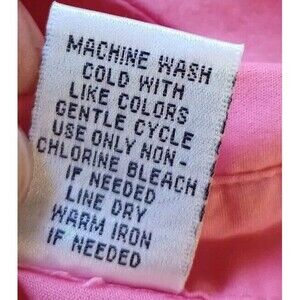 MACHINE WASH
COLD WITH
LIKE COLORS
GENTLE CYCLE
USE ONLY NON-
CHLORINE BLEACH
IF NEEDED
LINE DRY
WARM IRON
IF NEEDED